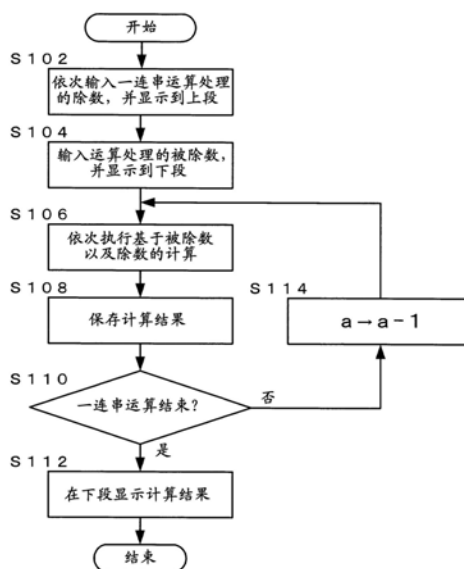 开始
S102
依次输入一连串运算处理
的除数，并显示到上段
S104
输入运算处理的被除数，
并显示到下段
S106
依次执行基于被除数
以及除数的计算
S108
保存计算结果
S114
a→a-1
S110
一连串运算结束？
否
是
S112
在下段显示计算结果
结束